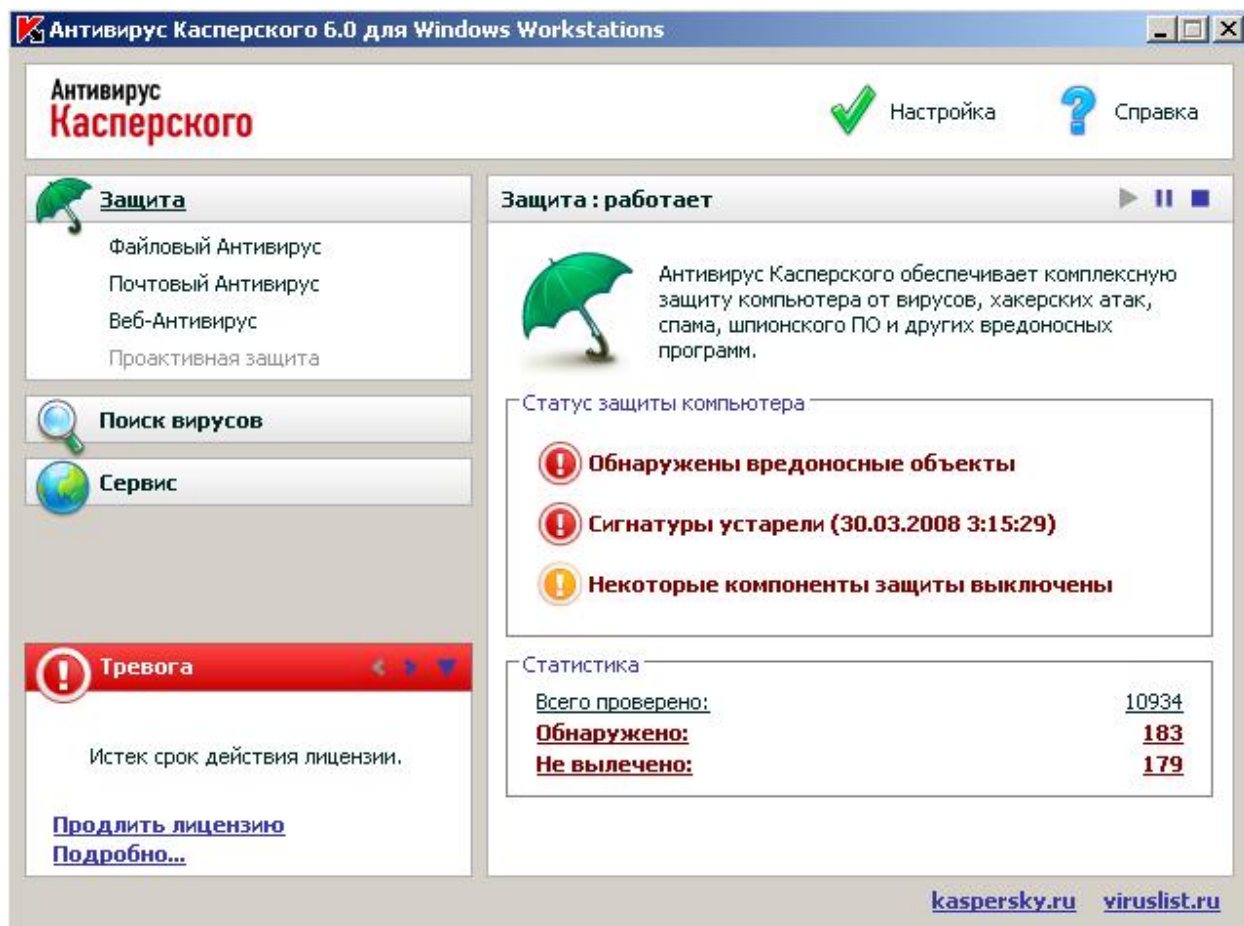 Антивирус Касперского 6.0 для Windows Workstations
Антивирус
Касперского
Настройка
Справка
Защита
Файловый Антивирус
Почтовый Антивирус
Веб-Антивирус
Проактивная защита
Поиск вирусов
Сервис
Тревога
Истек срок действия лицензии.
Продлить лицензию
Подробно...
Защита : работает
Антивирус Касперского обеспечивает комплексную
защиту компьютера от вирусов, хакерских атак,
спама, шпионского ПО и других вредоносных
программ.
Статус защиты компьютера
Обнаружены вредоносные объекты
Сигнатуры устарели (30.03.2008 3:15:29)
Некоторые компоненты защиты выключены
Статистика
Всего проверено: 10934
Обнаружено: 183
Не вылечено: 179
kaspersky.ru viruslist.ru